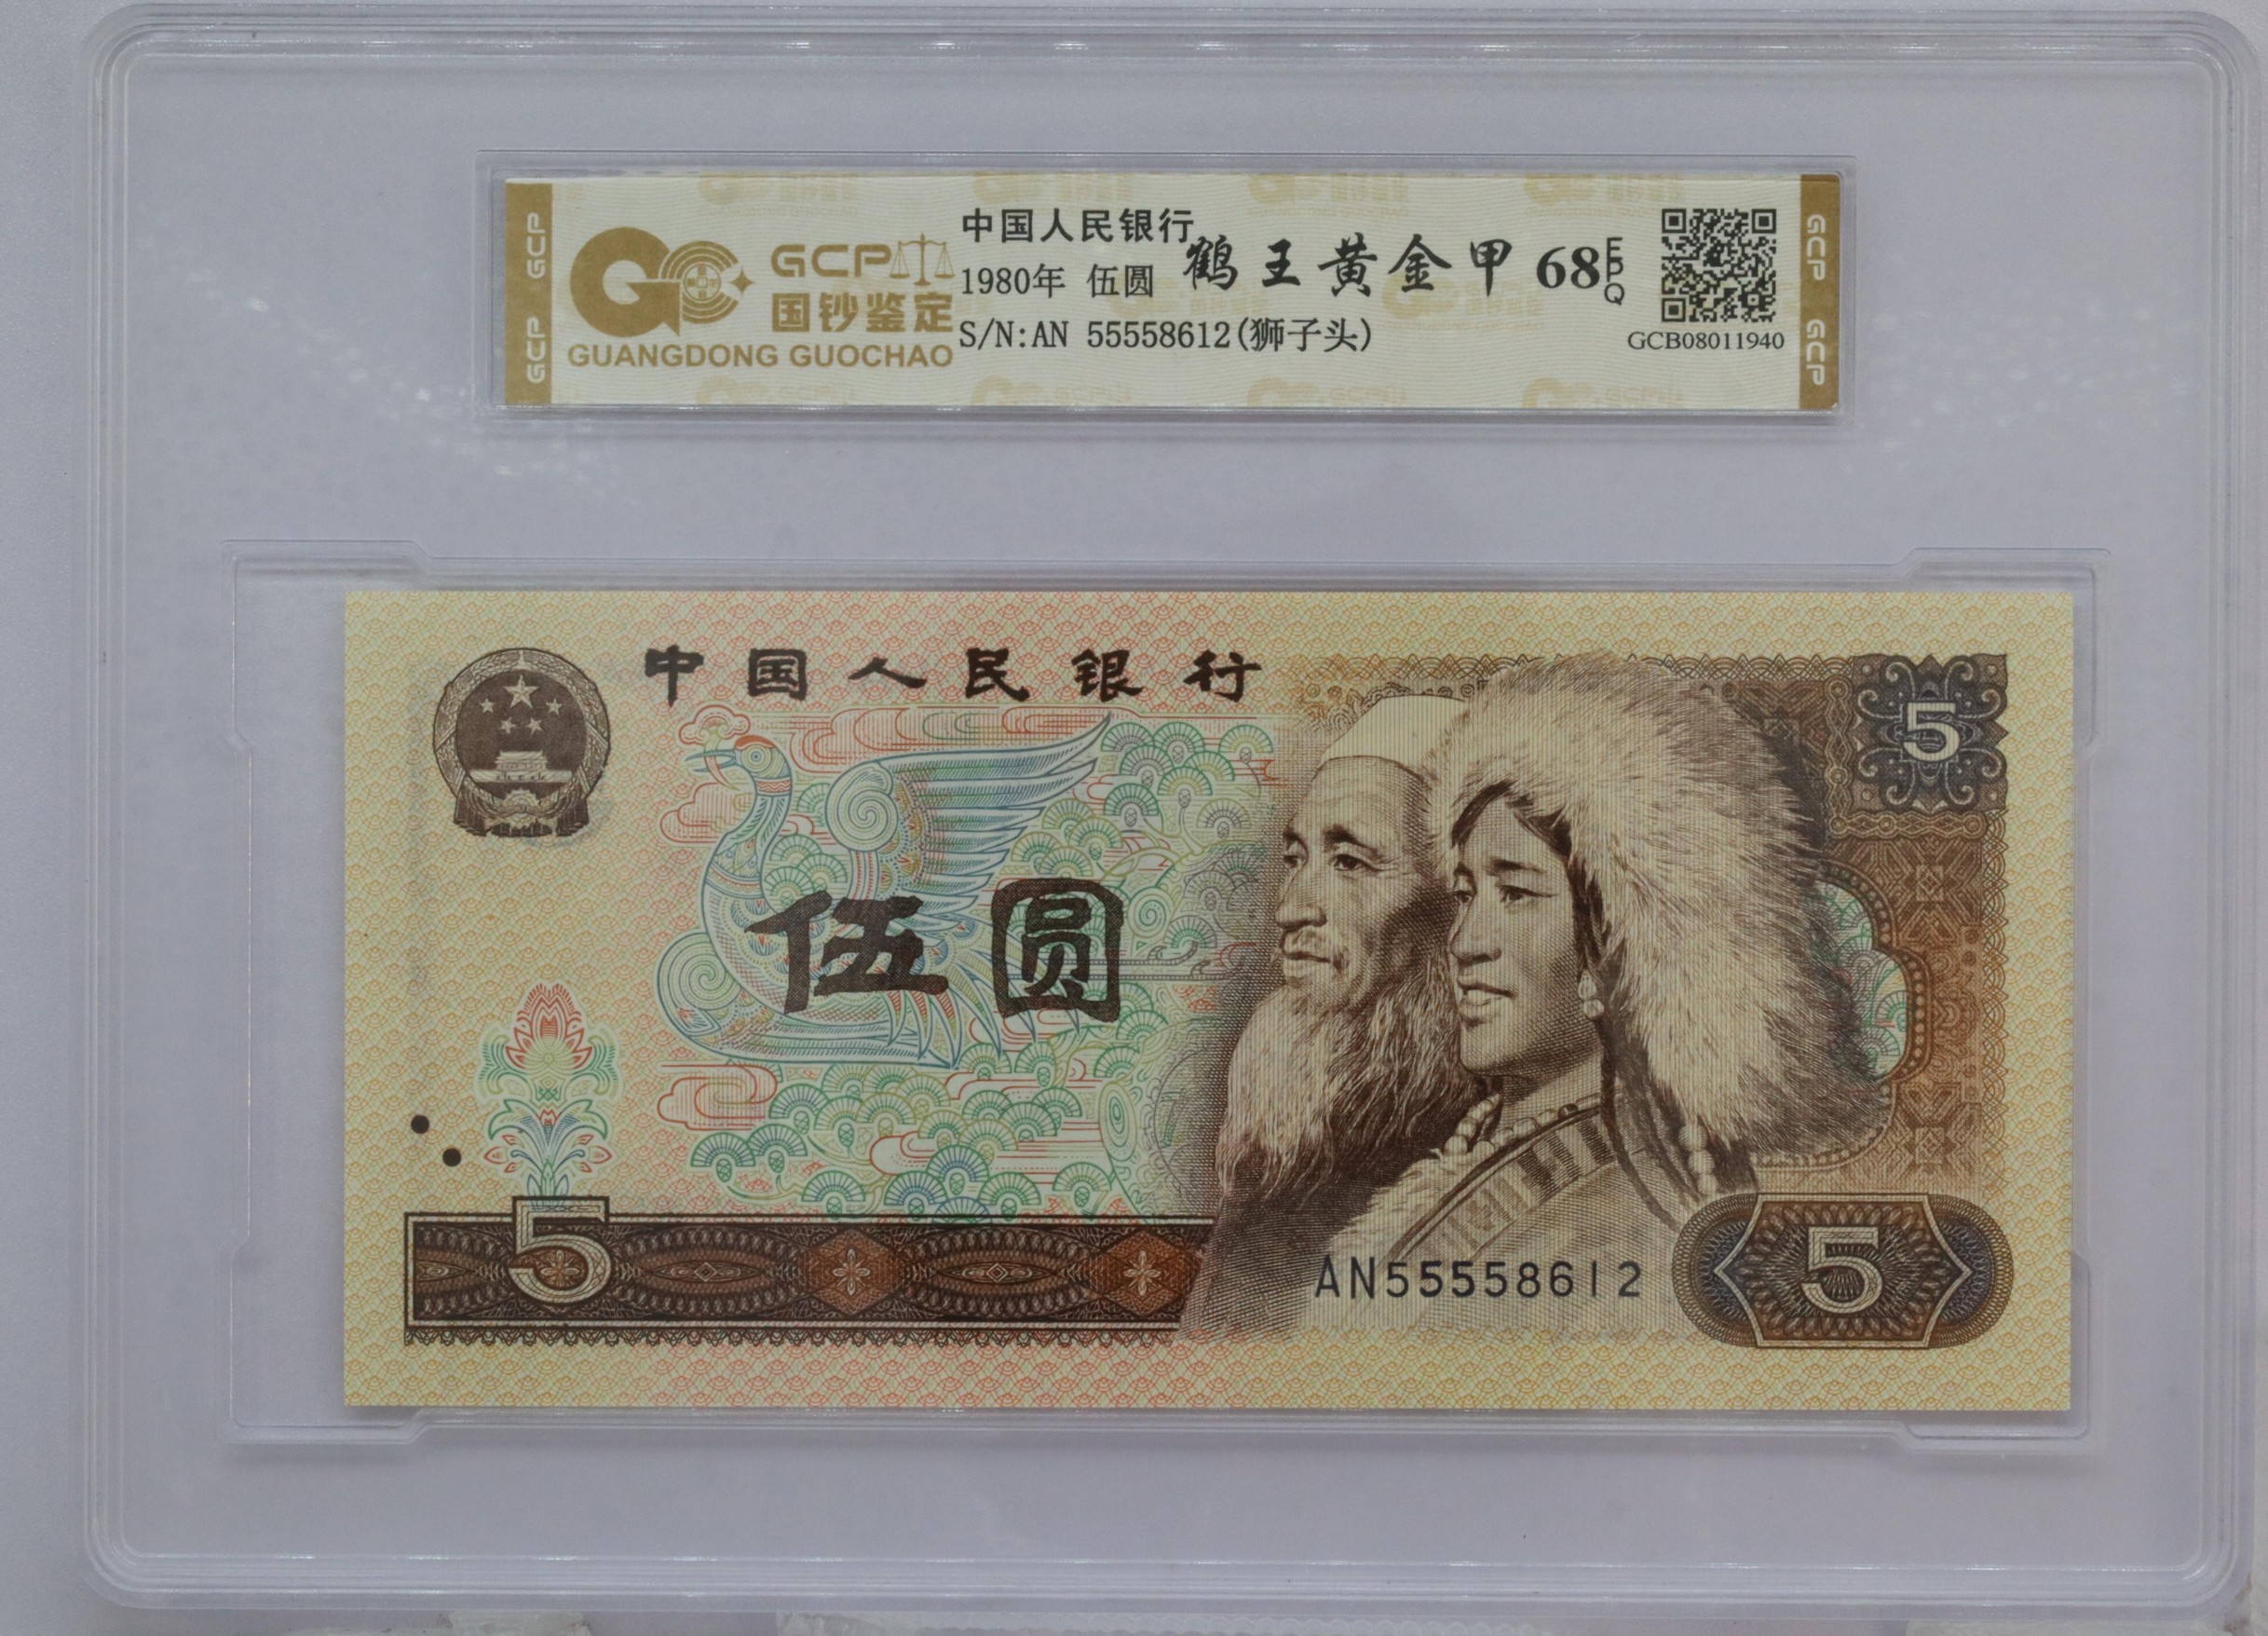 GCP
GCP
GCP
国钞鉴定
GUANGDONG GUOCHAO
中国人民银行
1980年 伍圆
S/N:AN 55558612(狮子头)
鹤王黄金甲 68 EPQ
GCB08011940
GCP
GCP
中国人民银行
5
伍圆
5
AN55558612
5